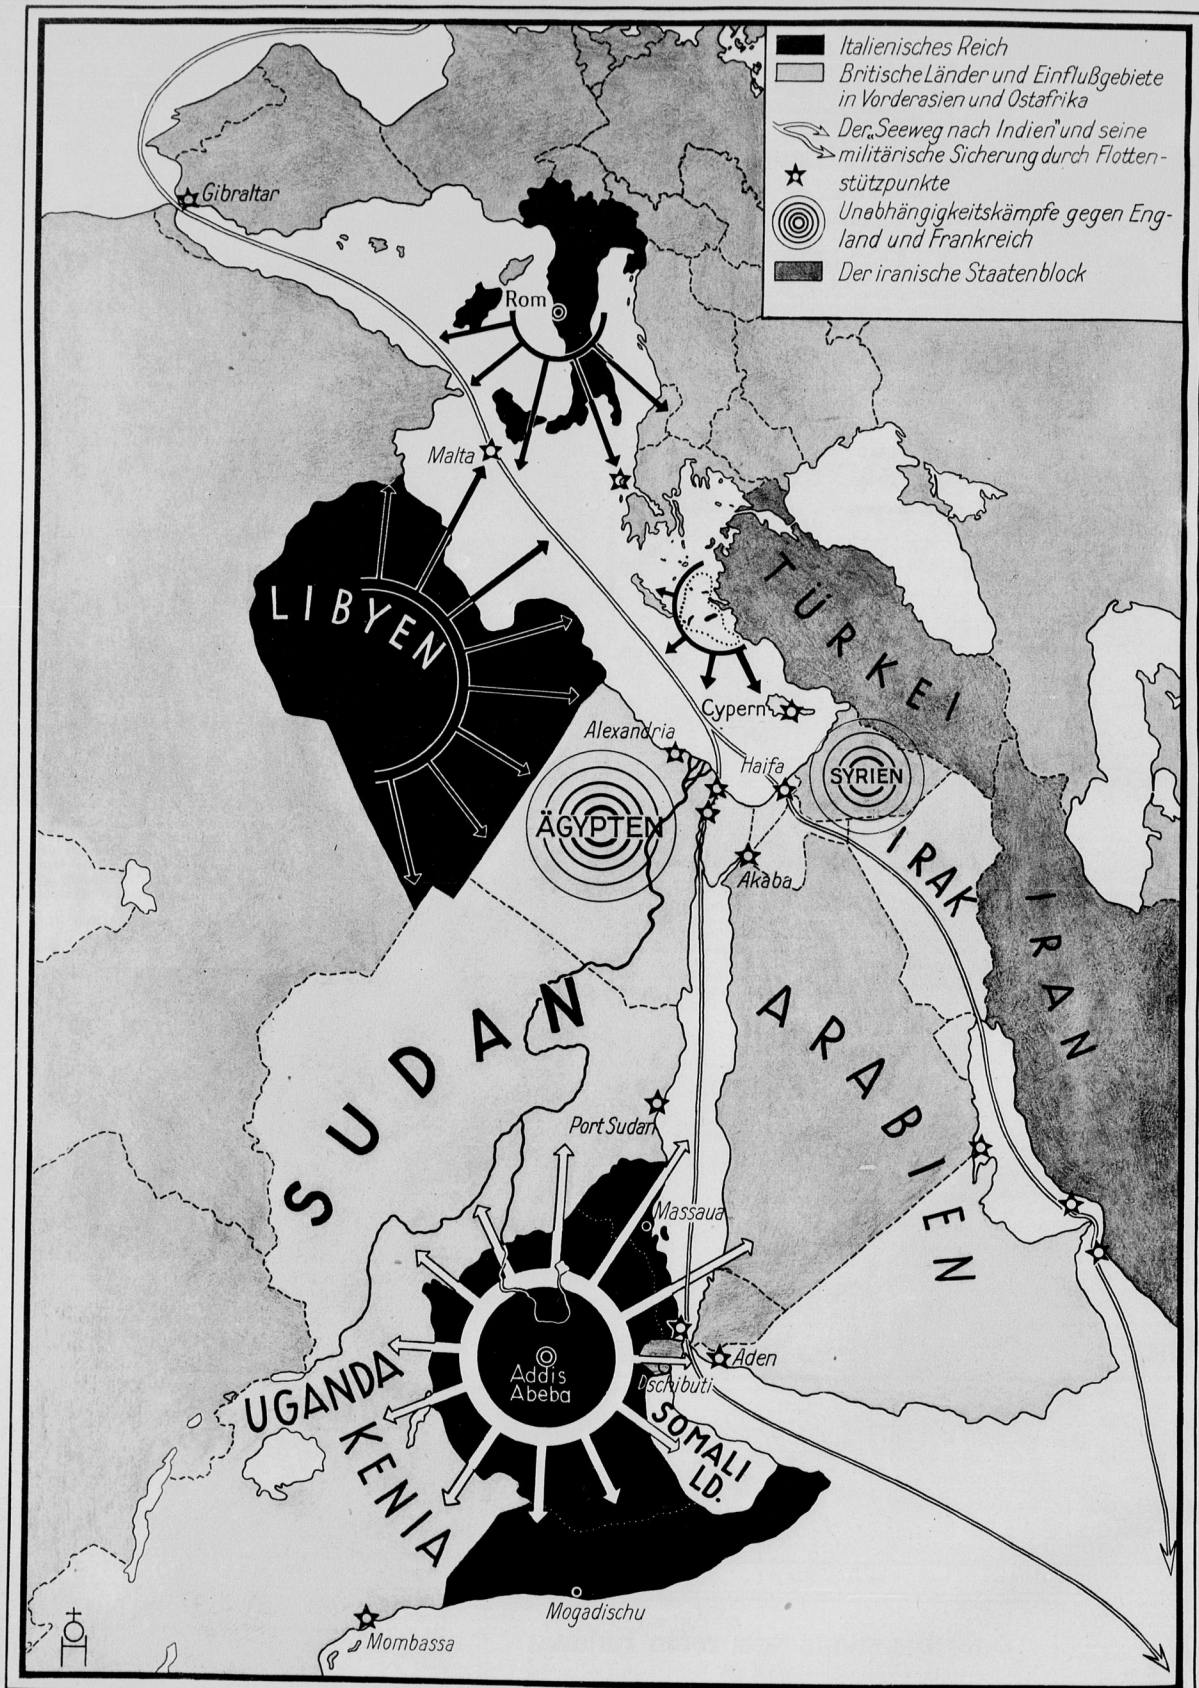 Italienisches Reich
Britische Länder und Einflußgebiete
in Vorderasien und Ostafrika
Der „Seeweg nach Indien" und seine
militärische Sicherung durch Flotten-
stützpunkte
Unabhängigkeitskämpfe gegen Eng-
land und Frankreich
Der iranische Staatenblock
Gibraltar
Rom
Malta
LIBYEN
TÜRKEI
Cypern
Alexandria
Haifa
SYRIEN
ÄGYPTEN
IRAK
Akaba
IRAN
SUDAN
ARABIEN
Port Sudan
Massaua
Addis
Abeba
Aden
Dschibuti
UGANDA
SOMALI
LD.
KENIA
Mogadischu
Mombassa